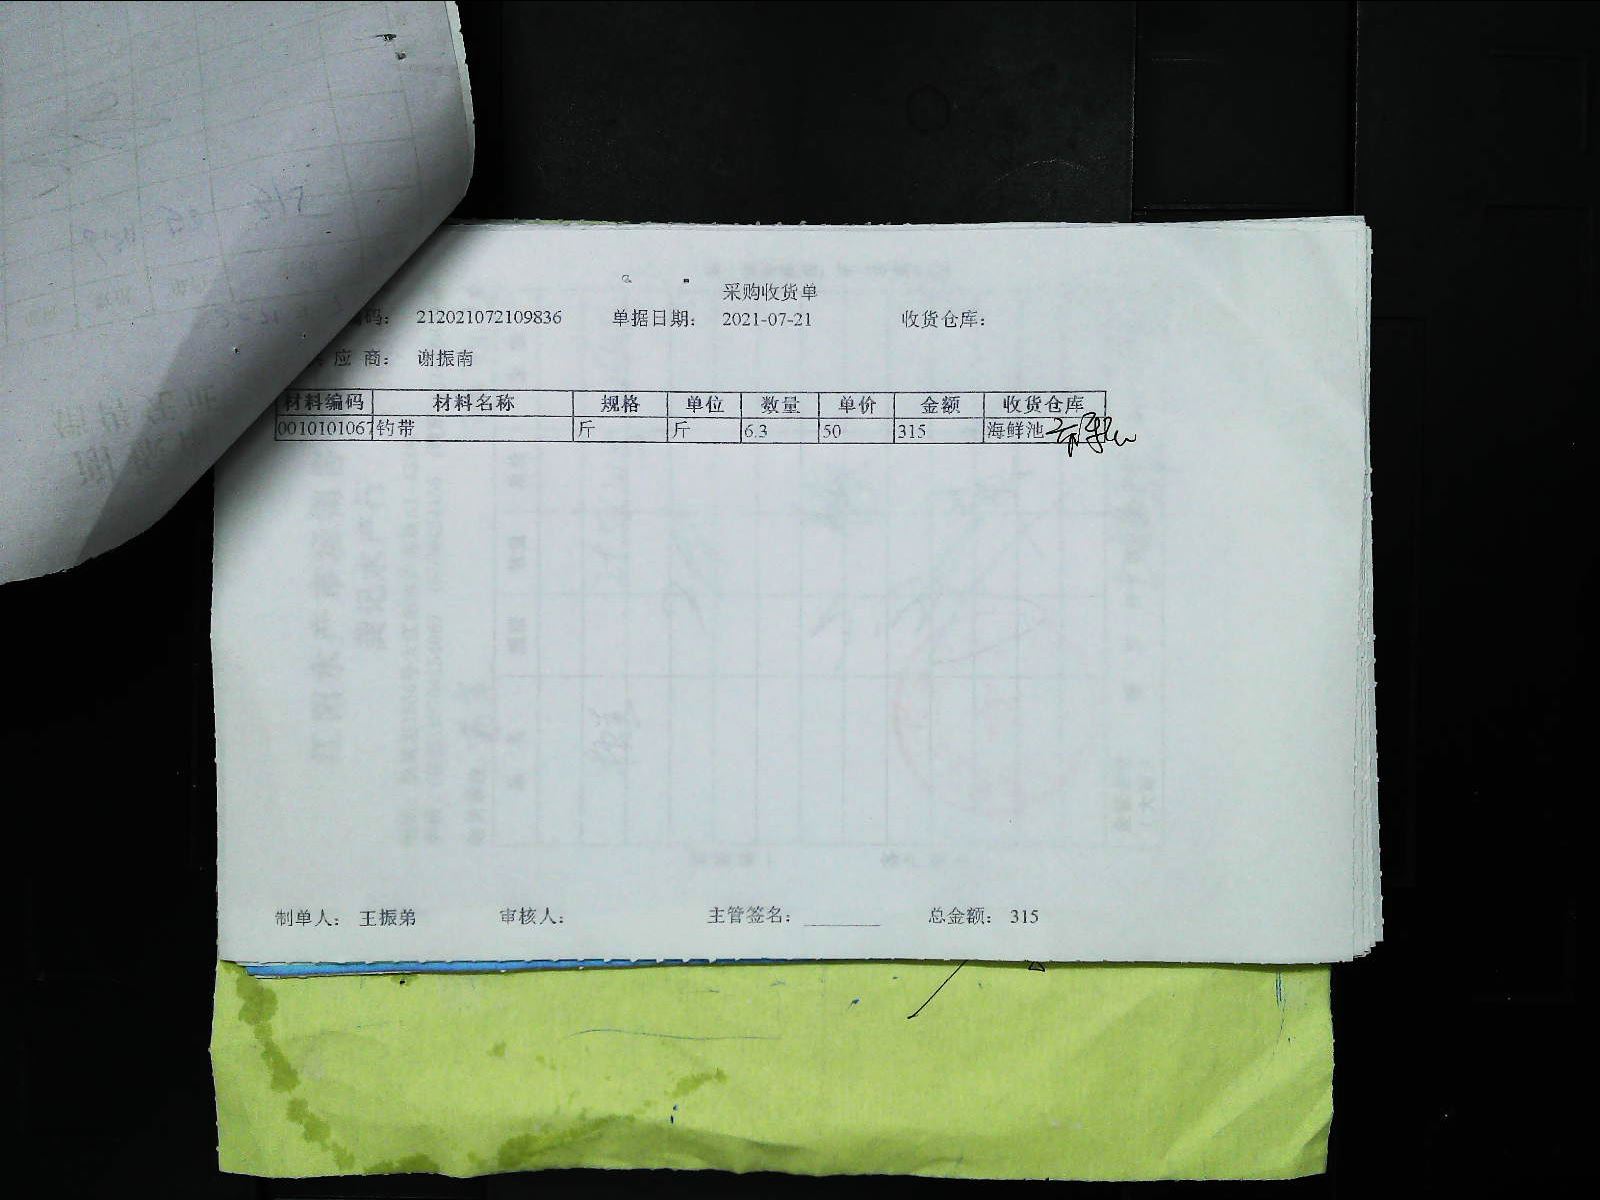 采购收货单
码： 212021072109836 单据日期： 2021-07-21 收货仓库：
应 商： 谢振南
材料编码 材料名称 规格 单位 数量 单价 金额 收货仓库
0010101067 钓带 斤 斤 6.3 50 315 海鲜池
制单人： 王振弟 审核人： 主管签名： ________ 总金额： 315